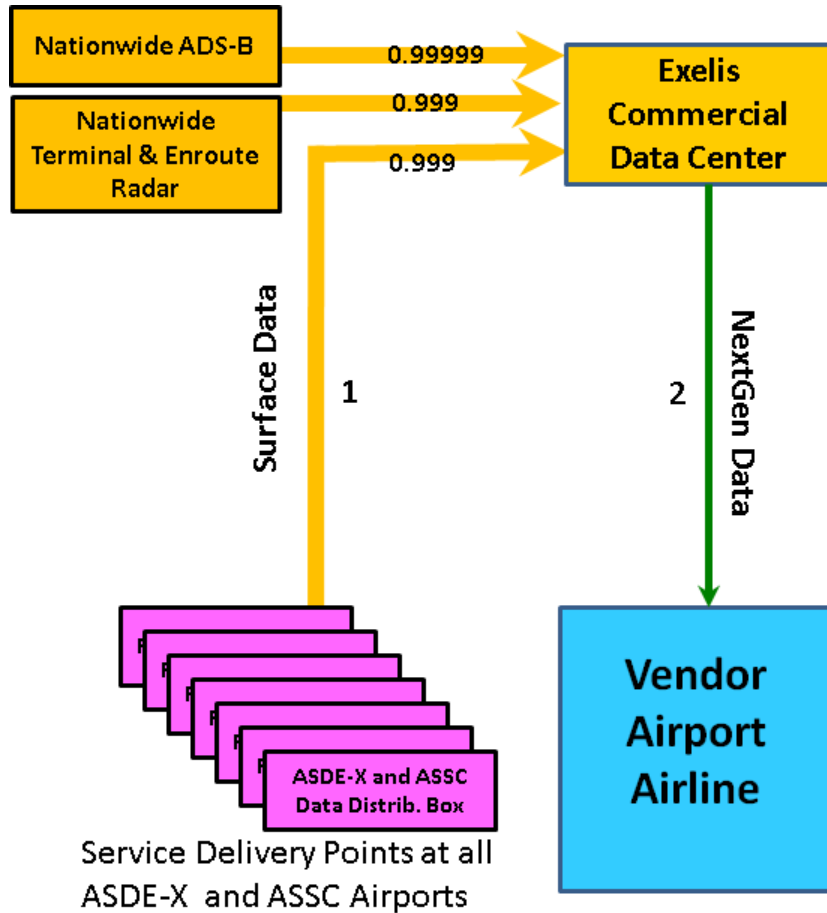 Nationwide ADS-B
Nationwide
Terminal & Enroute
Radar
0.99999
0.999
0.999
Exelis
Commercial
Data Center
Surface Data
1
2
NextGen Data
ASDE-X and ASSC
Data Distrib. Box
Vendor
Airport
Airline
Service Delivery Points at all
ASDE-X and ASSC Airports